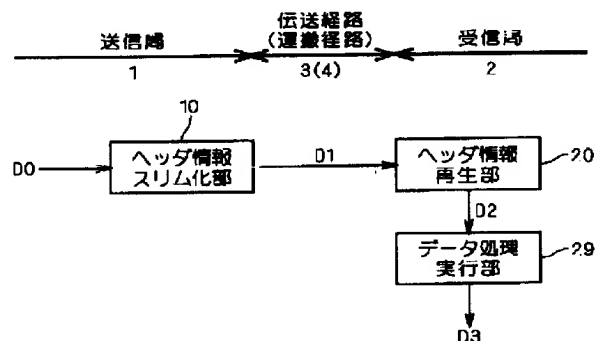 送信局
伝送経路
(運搬経路)
受信局
1
3(4)
2
10
D0
ヘッダ情報
スリム化部
D1
ヘッダ情報
再生部
20
D2
データ処理
実行部
29
D3